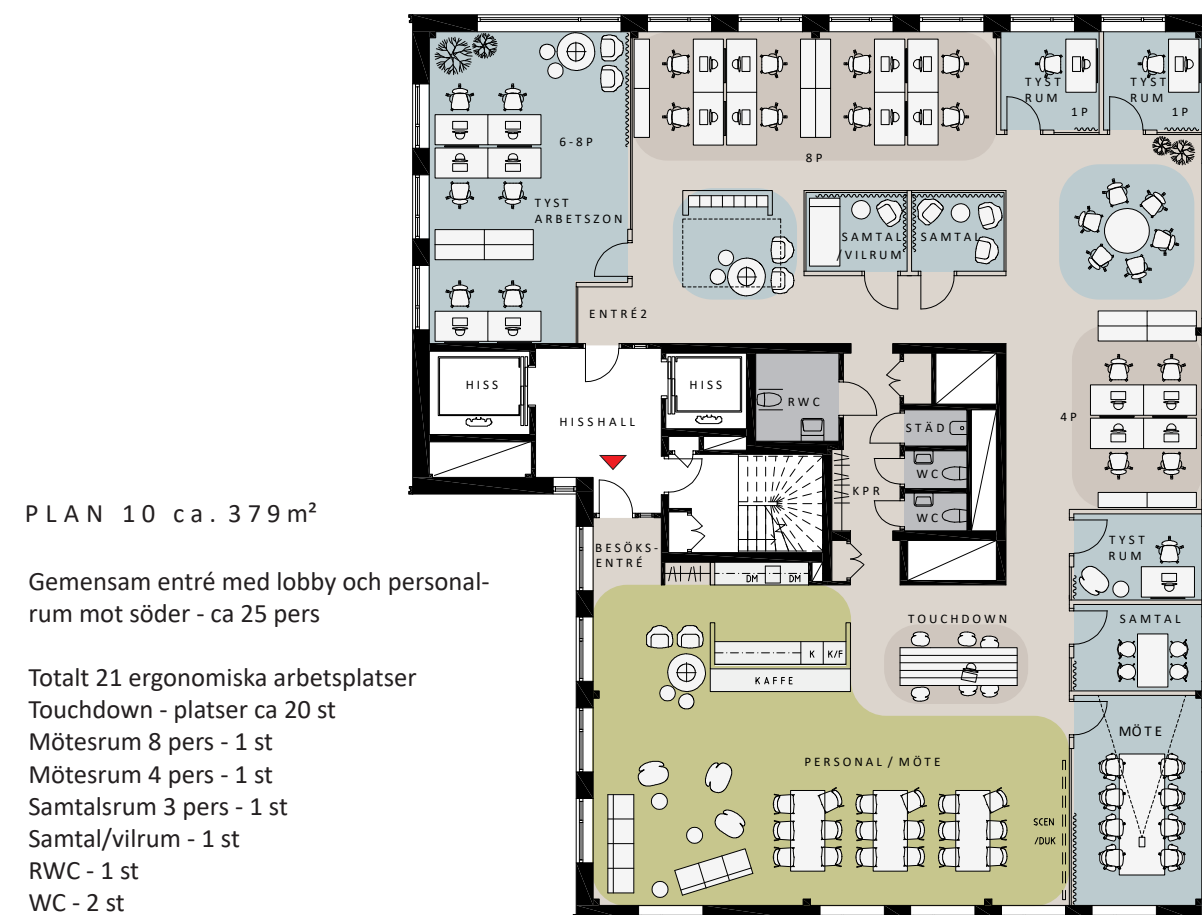 TYST
RUM
1P
TYST
RUM
1P
6-8P
8P
TYST
ARBETSZON
SAMTAL
/VILRUM
SAMTAL
ENTRÉ2
HISS
HISS
RWC
HISSHALL
STÄD
4P
WC
KPR
WC
PLAN 10 ca. 379 m²
Gemensam entré med lobby och personal-
rum mot söder - ca 25 pers
Totalt 21 ergonomiska arbetsplatser
Touchdown - platser ca 20 st
Mötesrum 8 pers - 1 st
Mötesrum 4 pers - 1 st
Samtalsrum 3 pers - 1 st
Samtal/vilrum - 1 st
RWC - 1 st
WC - 2 st
BESÖKS-
ENTRÉ
TYST
RUM
DM
DM
TOUCHDOWN
SAMTAL
K
K/F
KAFFE
MÖTE
PERSONAL / MÖTE
SCEN
/DUK